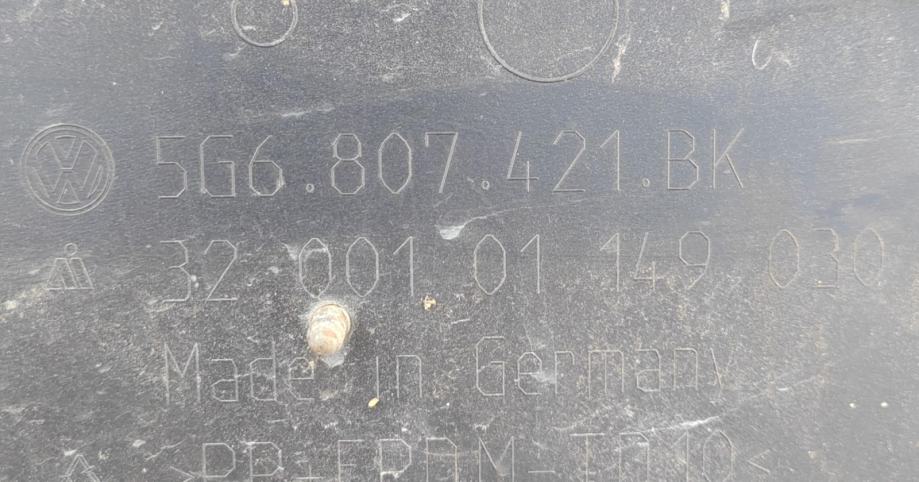 5G6.807.421.BK
32 001 01 149 030
Made in Germany
>PP+EPDM-TD10<